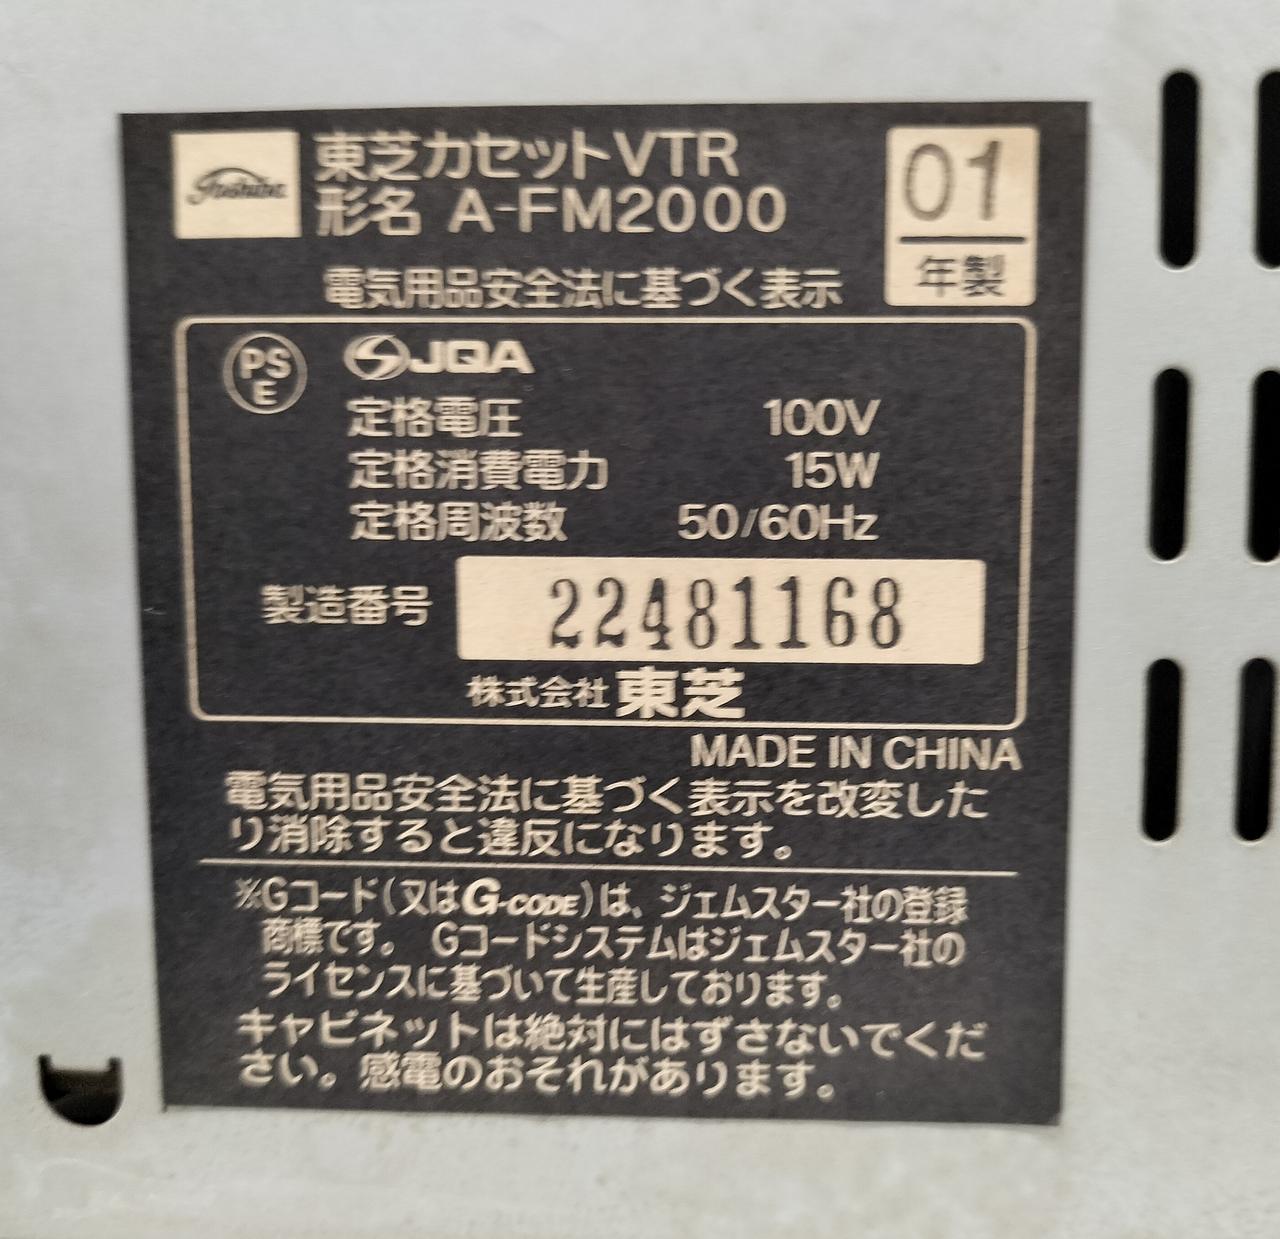 Toshiba
東芝カセットVTR
形名 A-FM2000
01
年製
電気用品安全法に基づく表示
PS
E
JQA
定格電圧 100V
定格消費電力 15W
定格周波数 50/60Hz
製造番号 22481168
株式会社 東芝
MADE IN CHINA
電気用品安全法に基づく表示を改変した
り消除すると違反になります。
※Gコード(又はG-CODE)は、ジェムスター社の登録
商標です。 Gコードシステムはジェムスター社の
ライセンスに基づいて生産しております。
キャビネットは絶対にはずさないでくだ
さい。感電のおそれがあります。